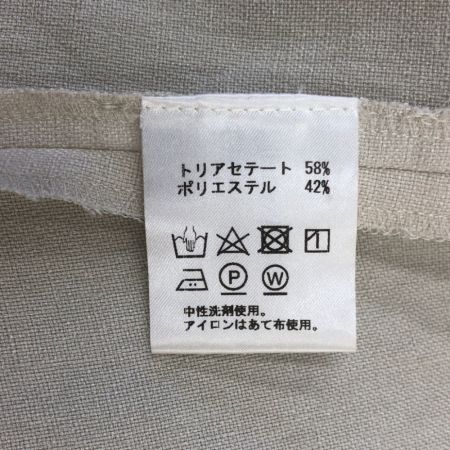 トリアセテート 58%
ポリエステル 42%
P W
中性洗剤使用。
アイロンはあて布使用。